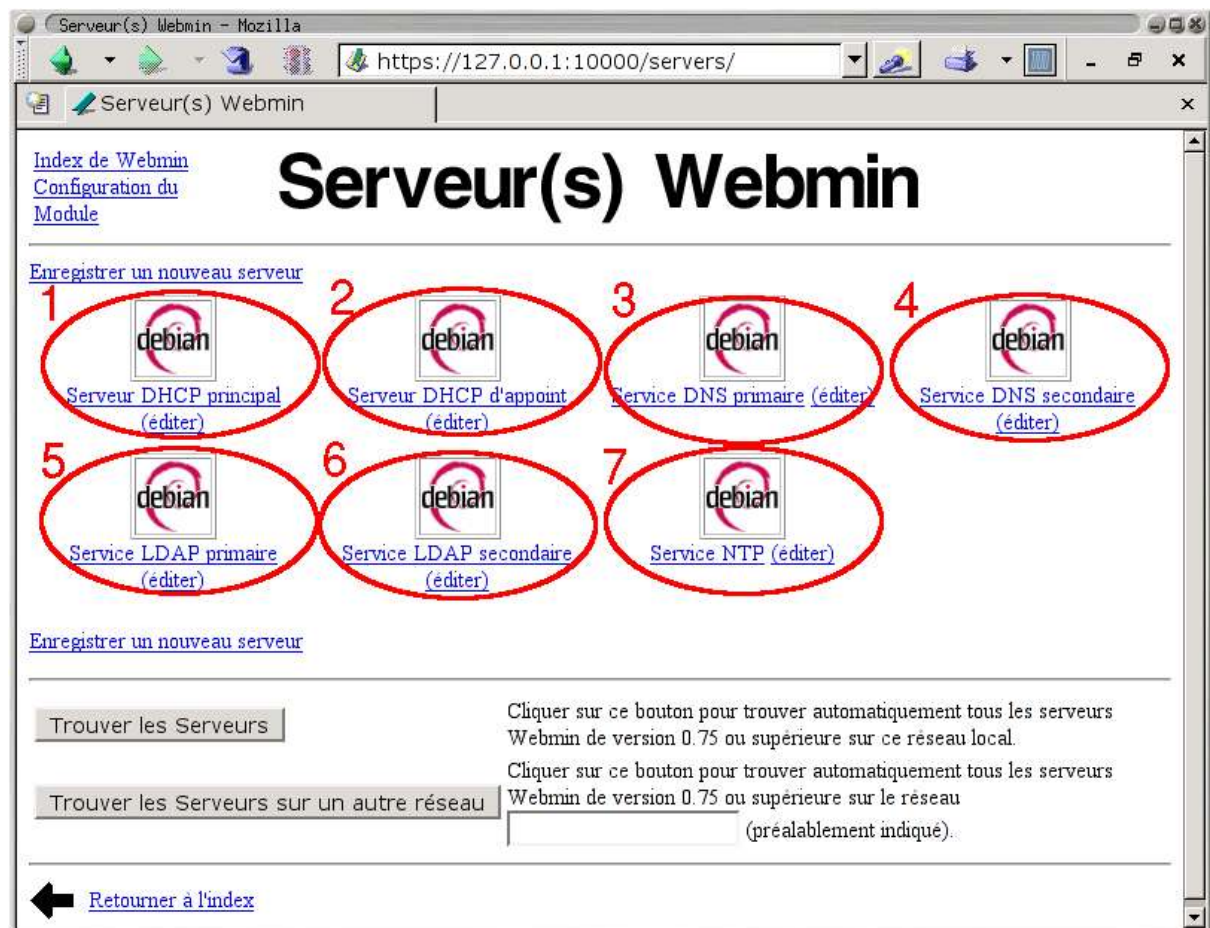 Serveur(s) Webmin - Mozilla
https://127.0.0.1:10000/servers/
Serveur(s) Webmin
Index de Webmin
Configuration du
Module
Serveur(s) Webmin
Enregistrer un nouveau serveur
1
2
3
4
debian
debian
debian
debian
Serveur DHCP principal
(éditer)
Serveur DHCP d'appoint
(éditer)
Service DNS primaire (éditer)
Service DNS secondaire
(éditer)
5
6
7
debian
debian
debian
Service LDAP primaire
(éditer)
Service LDAP secondaire
(éditer)
Service NTP (éditer)
Enregistrer un nouveau serveur
Trouver les Serveurs
Cliquer sur ce bouton pour trouver automatiquement tous les serveurs
Webmin de version 0.75 ou supérieure sur ce réseau local.
Trouver les Serveurs sur un autre réseau
Cliquer sur ce bouton pour trouver automatiquement tous les serveurs
Webmin de version 0.75 ou supérieure sur le réseau
(préalablement indiqué).
Retourner à l'index